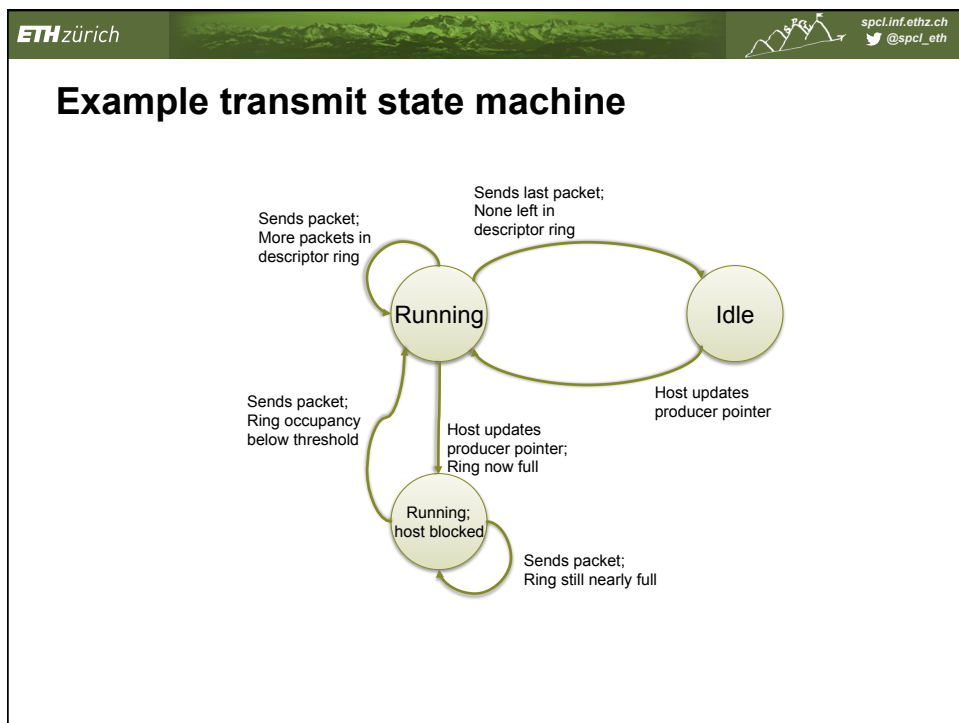 ETH zürich
spcl.inf.ethz.ch
@spcl_eth
Example transmit state machine
Sends last packet;
None left in
descriptor ring
Sends packet;
More packets in
descriptor ring
Running
Idle
Host updates
producer pointer
Sends packet;
Ring occupancy
below threshold
Host updates
producer pointer;
Ring now full
Running;
host blocked
Sends packet;
Ring still nearly full